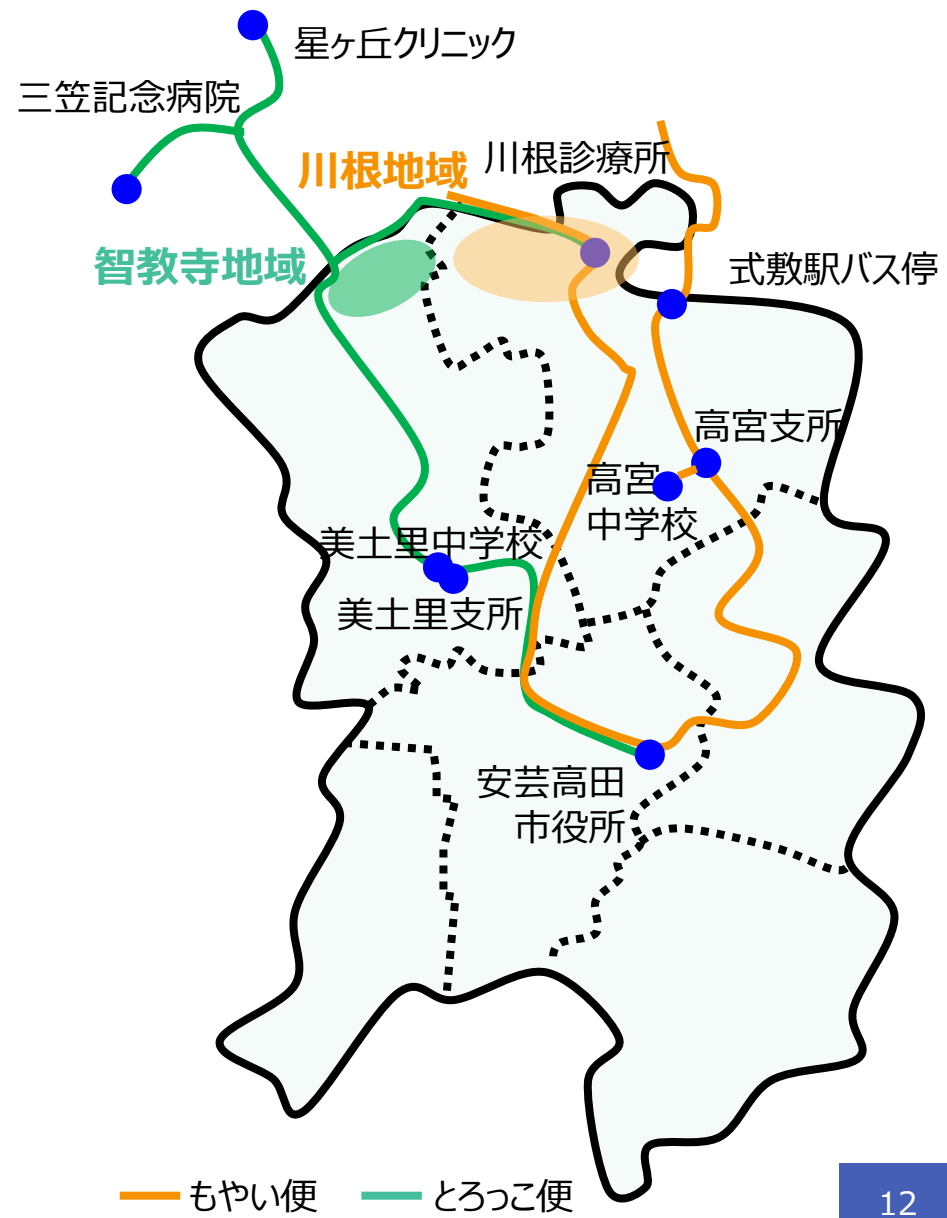 星ヶ丘クリニック
三笠記念病院
川根地域
川根診療所
智教寺地域
式敷駅バス停
高宮支所
高宮
中学校
美土里中学校
美土里支所
安芸高田
市役所
もやい便
とろっこ便
12